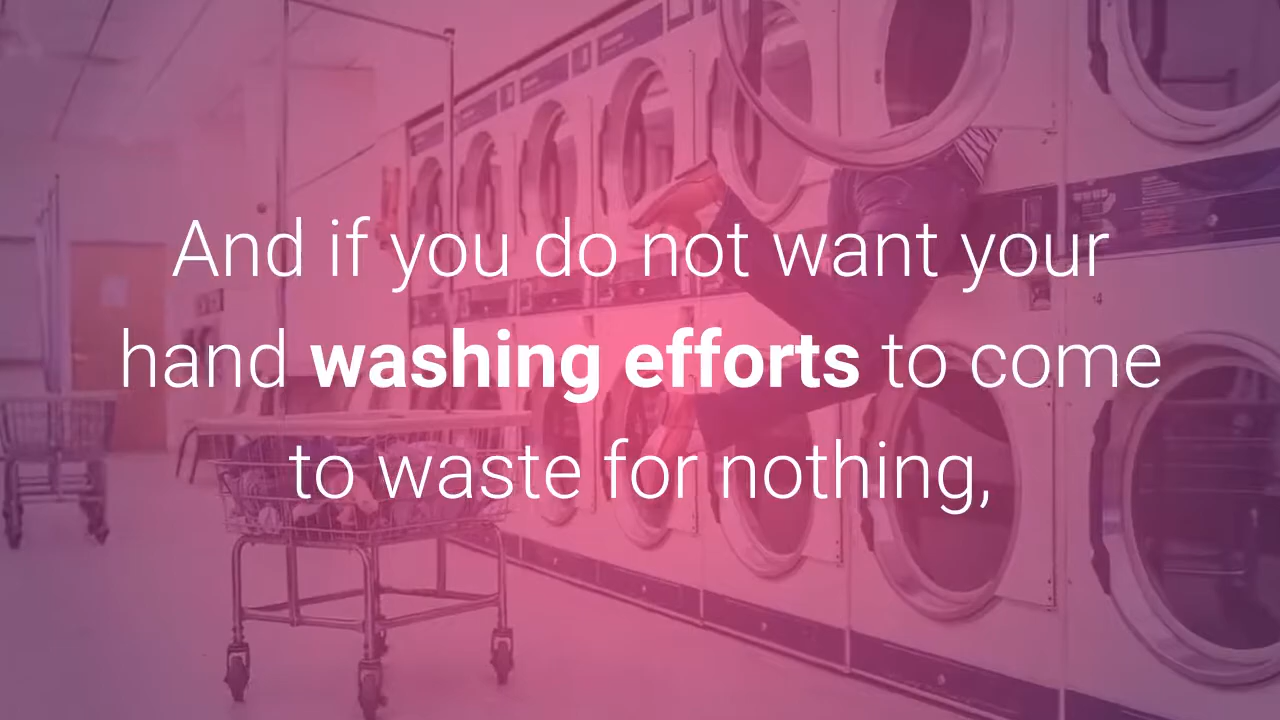 And if you do not want your
hand washing efforts to come
to waste for nothing,